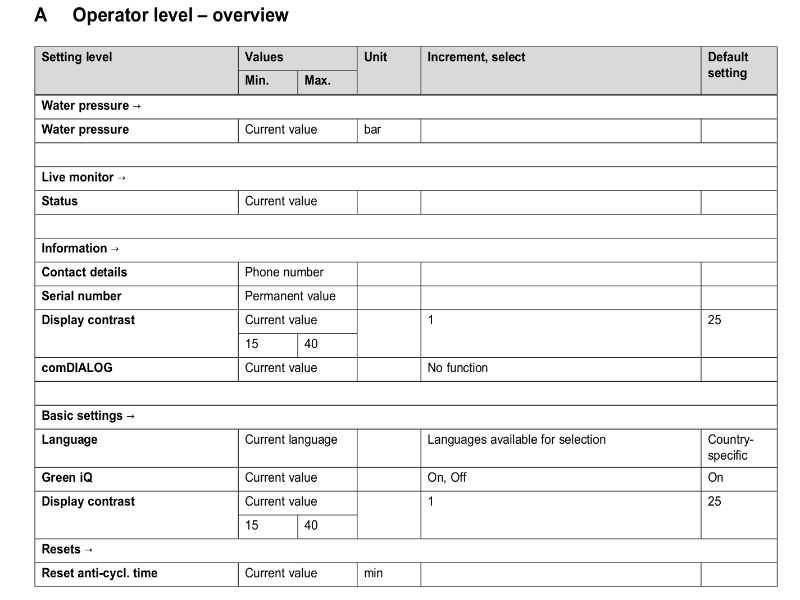 A Operator level – overview
Setting level Values Unit Increment, select Default setting
Min. Max.
Water pressure →
Water pressure Current value bar
Live monitor →
Status Current value
Information →
Contact details Phone number
Serial number Permanent value
Display contrast Current value 1 25
15 40
comDIALOG Current value No function
Basic settings →
Language Current language Languages available for selection Country-
specific
Green iQ Current value On, Off On
Display contrast Current value 1 25
15 40
Resets →
Reset anti-cycl. time Current value min